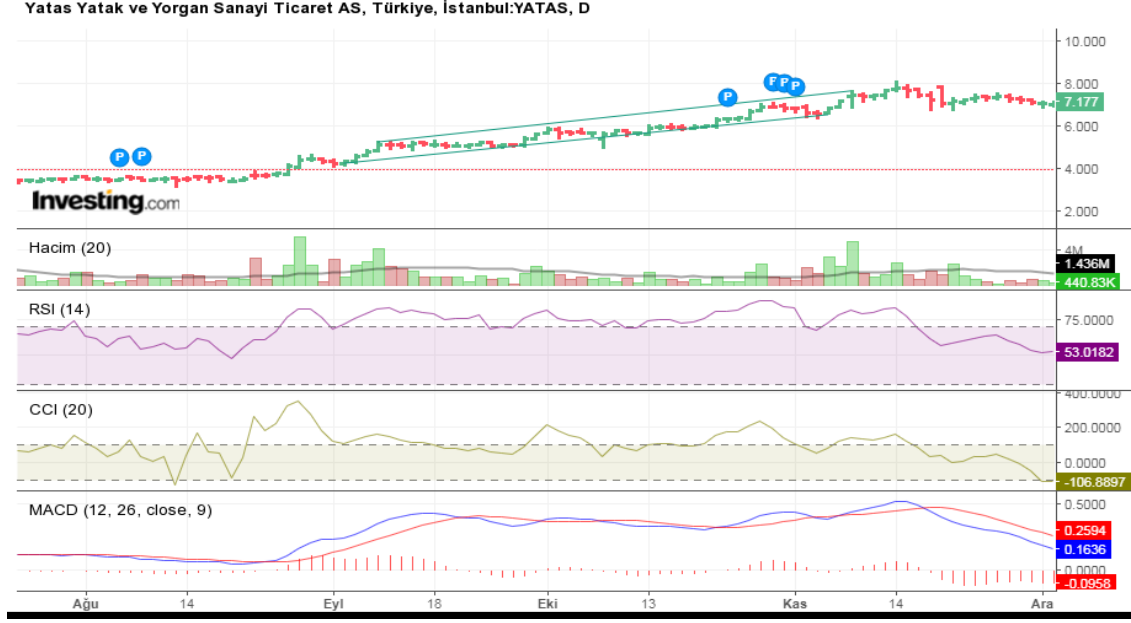 Yatas Yatak ve Yorgan Sanayi Ticaret AS, Türkiye, İstanbul:YATAS, D
10.000
P
F
P
P
8.000
7.177
6.000
P P
4.000
Investing.com
2.000
Hacim (20)
4M
1.436M
440.83K
RSI (14)
75.0000
53.0182
CCI (20)
400.0000
200.0000
0.0000
-106.8897
MACD (12, 26, close, 9)
0.5000
0.2594
0.1636
0.0000
-0.0958
Ağu 14 Eyl 18 Eki 13 Kas 14 Ara